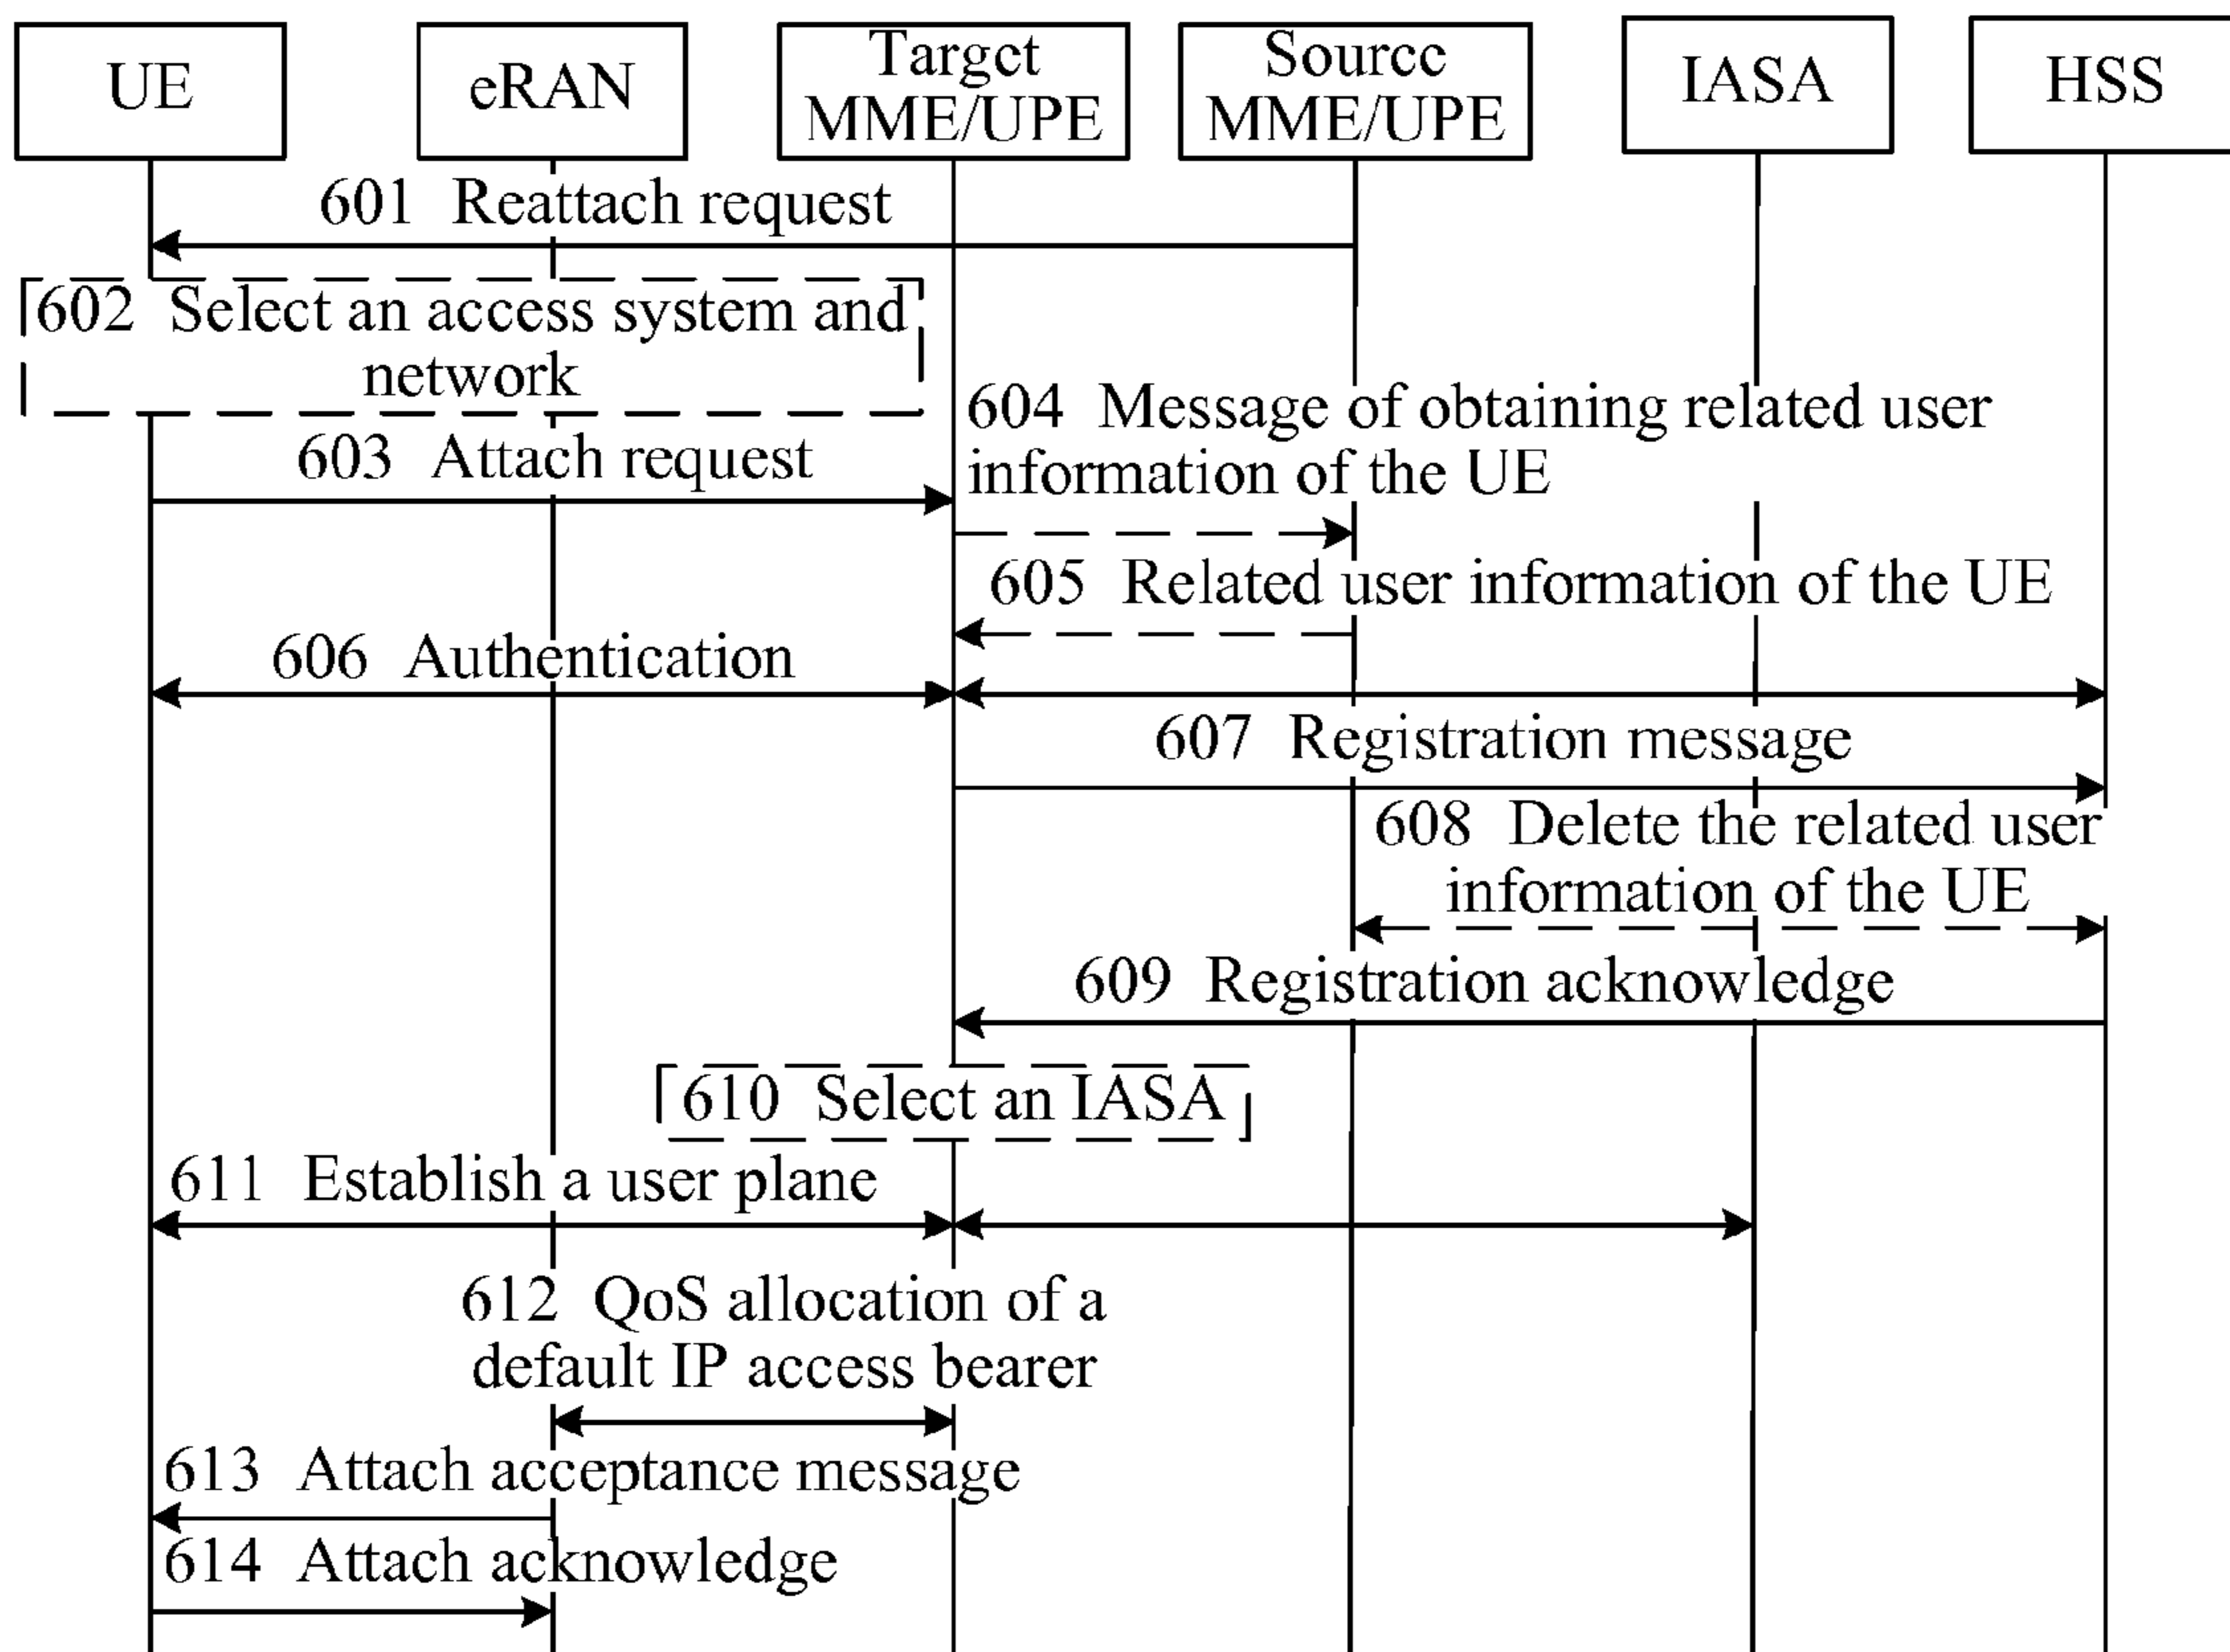 UE
eRAN
Target
MME/UPE
Source
MME/UPE
IASA
HSS
601 Reattach request
602 Select an access system and
network
603 Attach request
604 Message of obtaining related user
information of the UE
605 Related user information of the UE
606 Authentication
607 Registration message
608 Delete the related user
information of the UE
609 Registration acknowledge
610 Select an IASA
611 Establish a user plane
612 QoS allocation of a
default IP access bearer
613 Attach acceptance message
614 Attach acknowledge